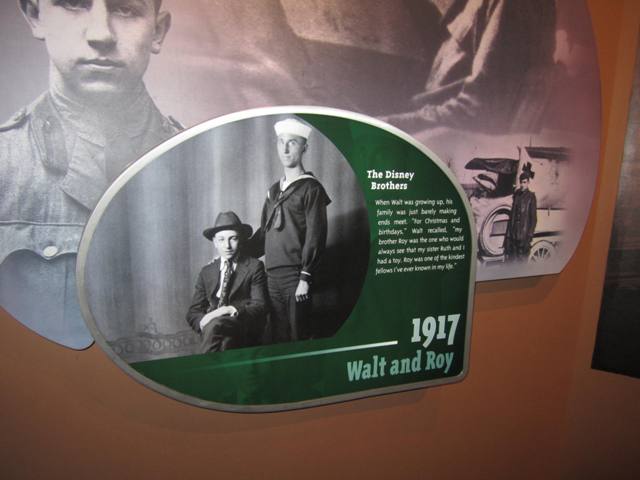 The Disney
Brothers
When Walt was growing up, his
family was just barely making
ends meet. "For Christmas and
birthdays." Walt recalled, "my
brother Roy was the one who would
always see that my sister Ruth and I
had a toy. Roy was one of the kindest
fellows I've ever known in my life."
1917
Walt and Roy